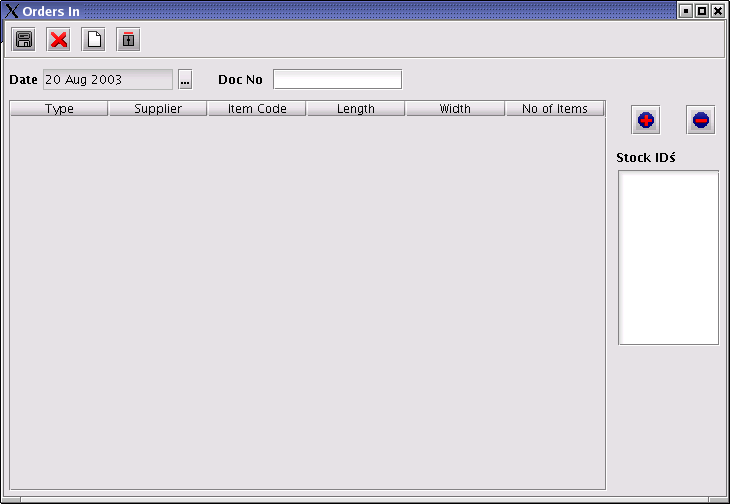 Orders In
Date 20 Aug 2003 ... Doc No
Type Supplier Item Code Length Width No of Items
Stock IDś